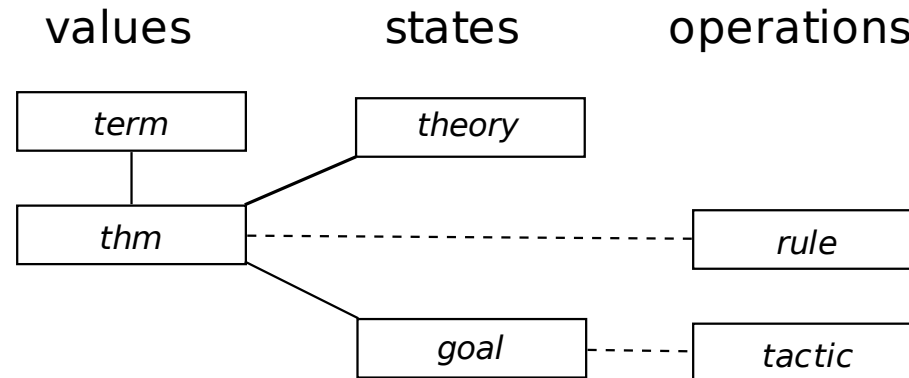 values states operations
term theory
thm rule
goal tactic